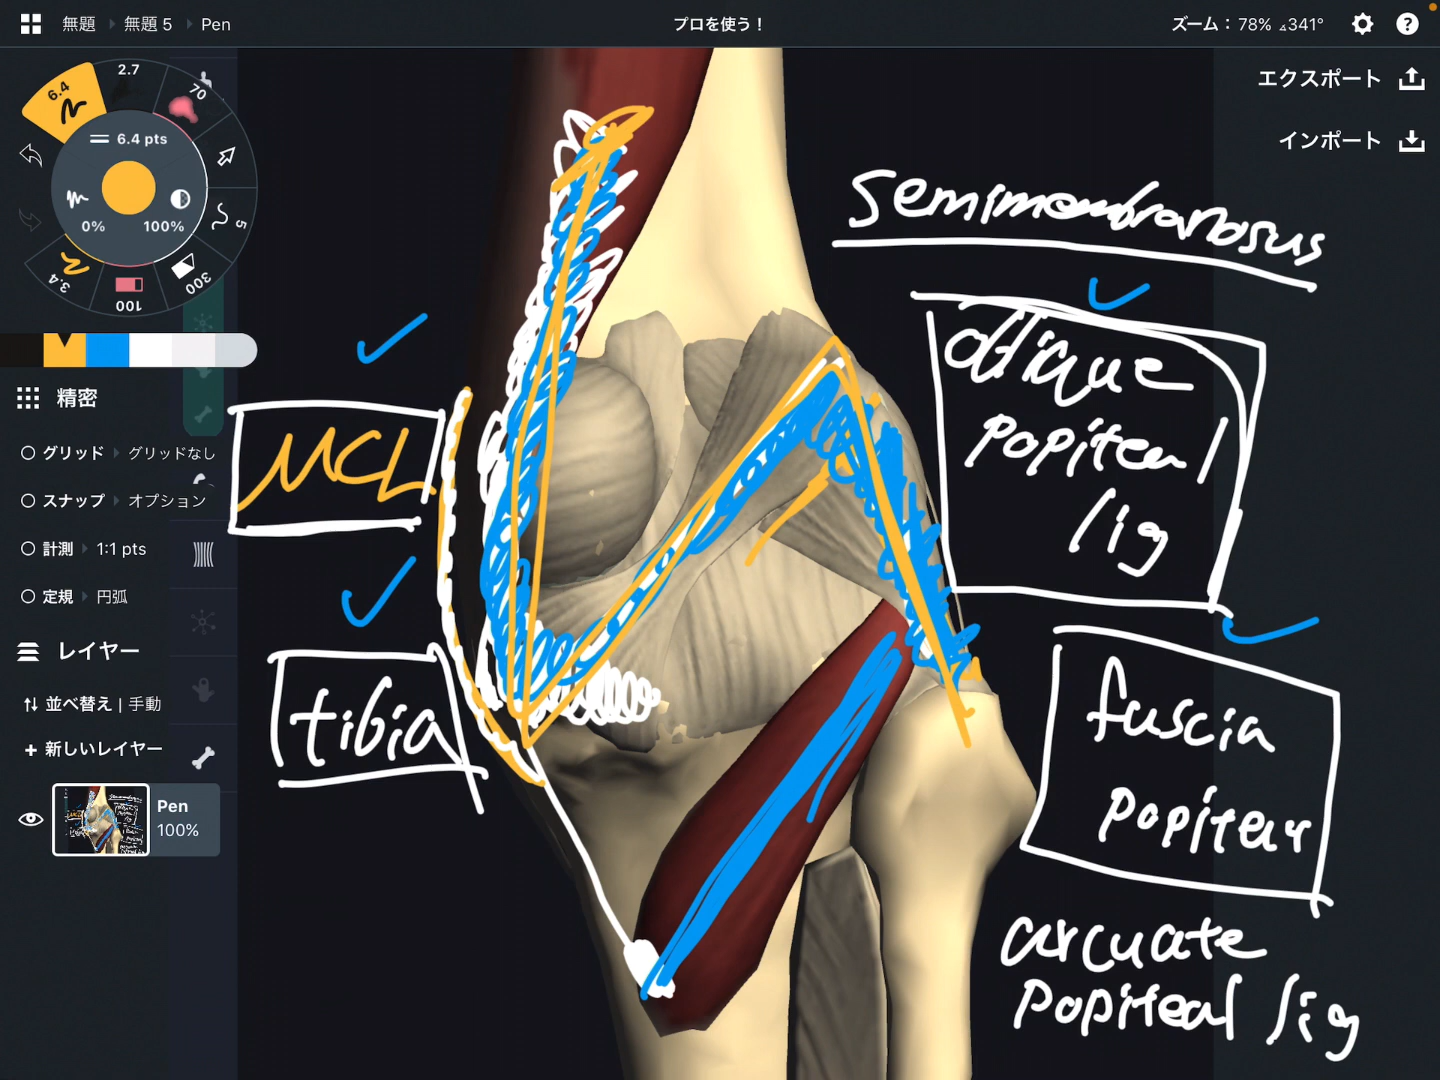 無題 無題 5 Pen
プロを使う！
ズーム： 78% ⊿341°
エクスポート
インポート
6.4
2.7
70
6.4 pts
0%
100%
5
300
100
3.4
精密
グリッド グリッドなし
スナップ オプション
計測 1:1 pts
定規 円弧
レイヤー
並べ替え | 手動
+ 新しいレイヤー
Pen
100%
semimembranosus
oblique
popiteal
lig
MCL
tibia
fuscia
popitear
arcuate
popiteal lig